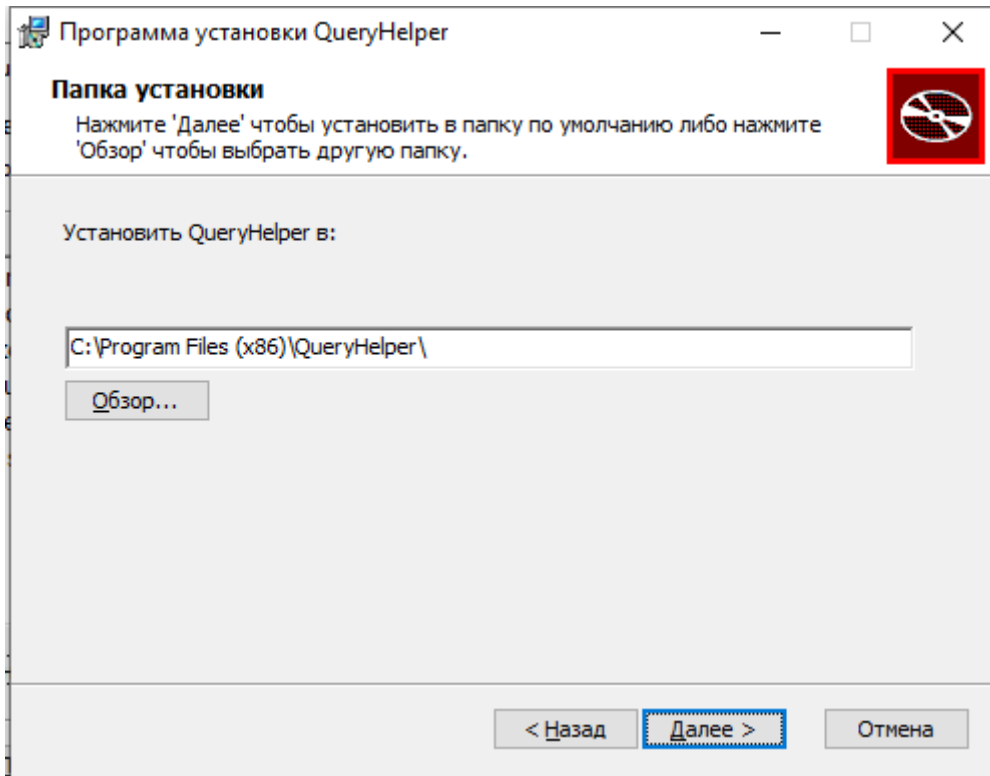 Программа установки QueryHelper
Папка установки
Нажмите 'Далее' чтобы установить в папку по умолчанию либо нажмите
'Обзор' чтобы выбрать другую папку.
Установить QueryHelper в:
C:\Program Files (x86)\QueryHelper\
Обзор...
< Назад
Далее >
Отмена